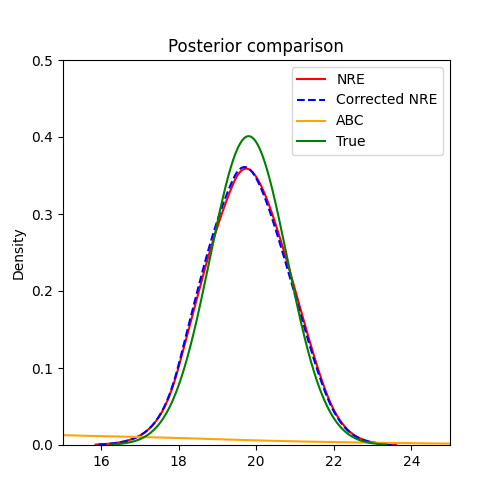 Posterior comparison
0.5
0.4
0.3
0.2
0.1
0.0
Density
NRE
Corrected NRE
ABC
True
16 18 20 22 24